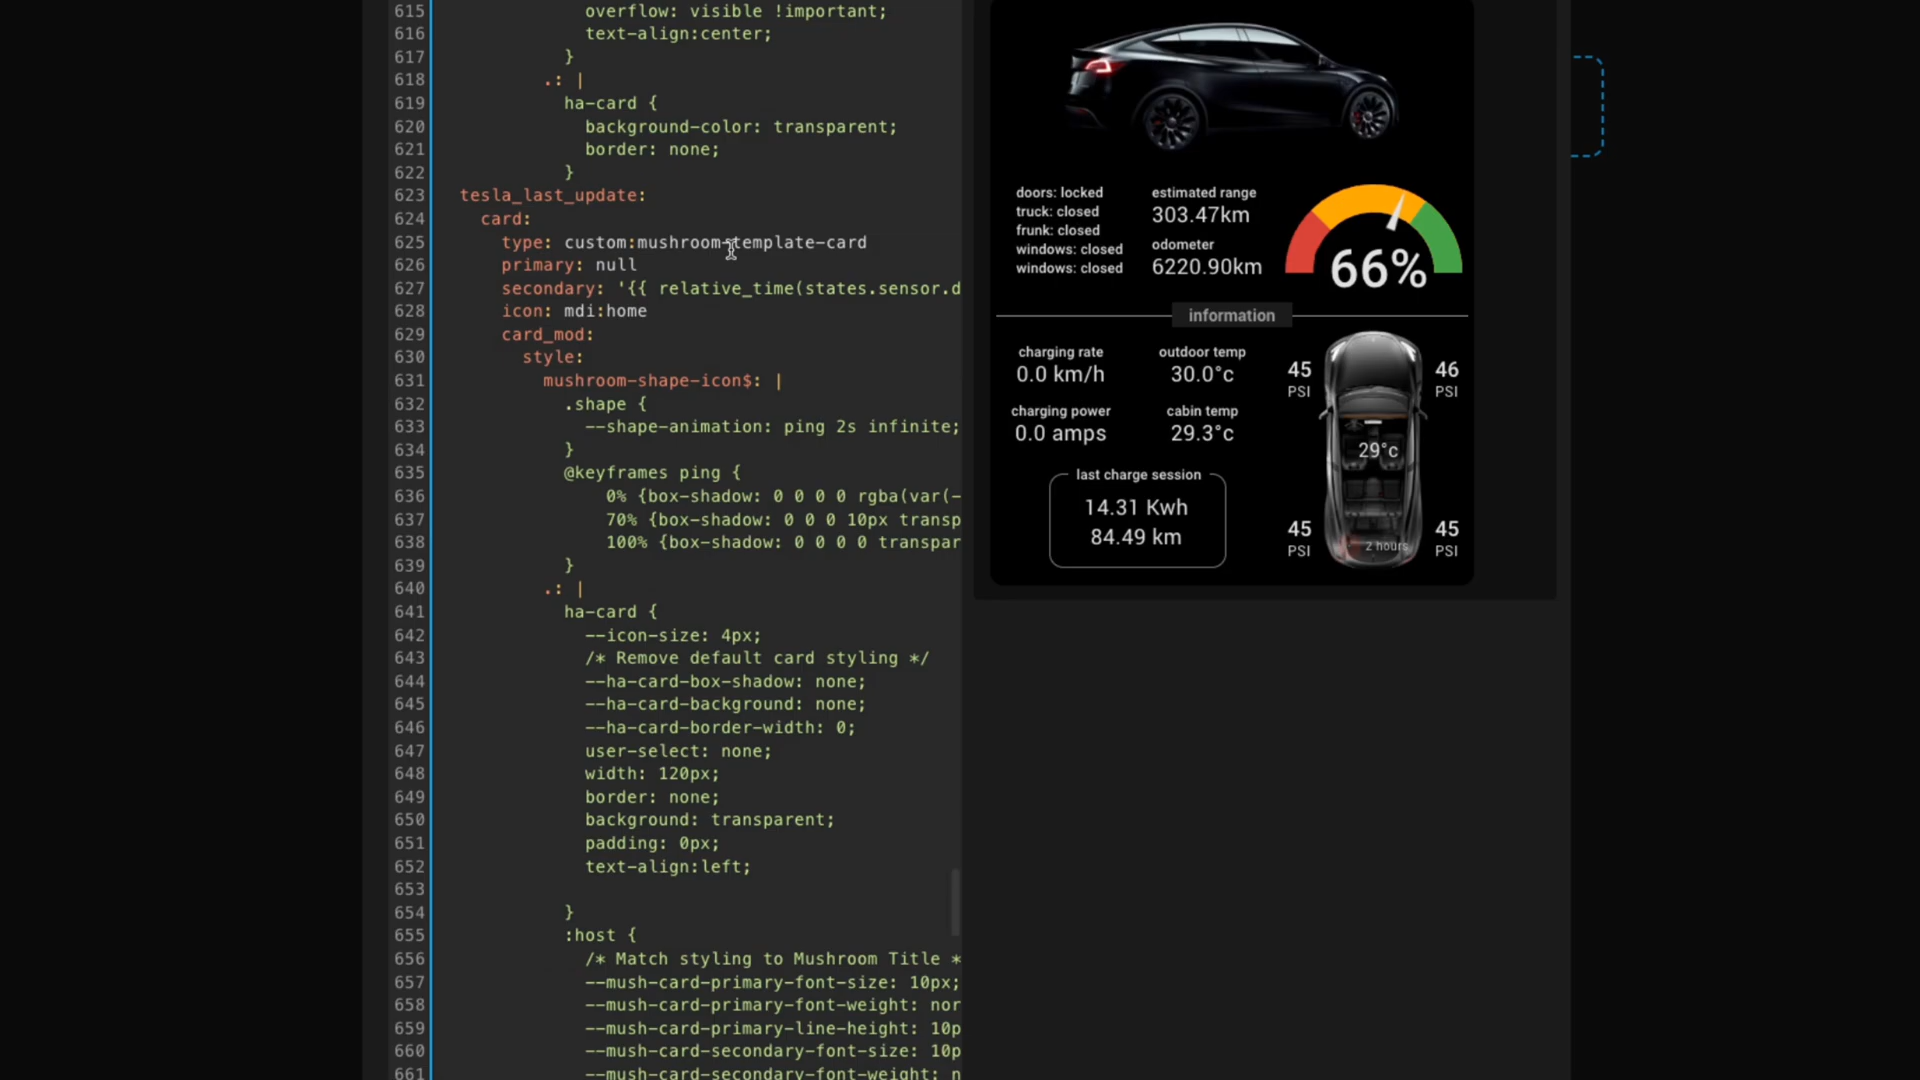 615 overflow: visible !important;
616 text-align:center;
617 }
618 .: |
619 ha-card {
620 background-color: transparent;
621 border: none;
622 }
623 tesla_last_update:
624 card:
625 type: custom:mushroom-template-card
626 primary: null
627 secondary: '{{ relative_time(states.sensor.d
628 icon: mdi:home
629 card_mod:
630 style:
631 mushroom-shape-icon$: |
632 .shape {
633 --shape-animation: ping 2s infinite;
634 }
635 @keyframes ping {
636 0% {box-shadow: 0 0 0 0 rgba(var(-
637 70% {box-shadow: 0 0 0 10px transp
638 100% {box-shadow: 0 0 0 0 transpar
639 }
640 .: |
641 ha-card {
642 --icon-size: 4px;
643 /* Remove default card styling */
644 --ha-card-box-shadow: none;
645 --ha-card-background: none;
646 --ha-card-border-width: 0;
647 user-select: none;
648 width: 120px;
649 border: none;
650 background: transparent;
651 padding: 0px;
652 text-align:left;
653
654 }
655 :host {
656 /* Match styling to Mushroom Title *
657 --mush-card-primary-font-size: 10px;
658 --mush-card-primary-font-weight: nor
659 --mush-card-primary-line-height: 10p
660 --mush-card-secondary-font-size: 10p
661 --mush-card-secondary-font-weight: n
doors: locked
truck: closed
frunk: closed
windows: closed
windows: closed
estimated range
303.47km
odometer
6220.90km
66%
information
charging rate
0.0 km/h
outdoor temp
30.0°c
charging power
0.0 amps
cabin temp
29.3°c
last charge session
14.31 Kwh
84.49 km
45
PSI
46
PSI
29°c
45
PSI
2 hours
45
PSI